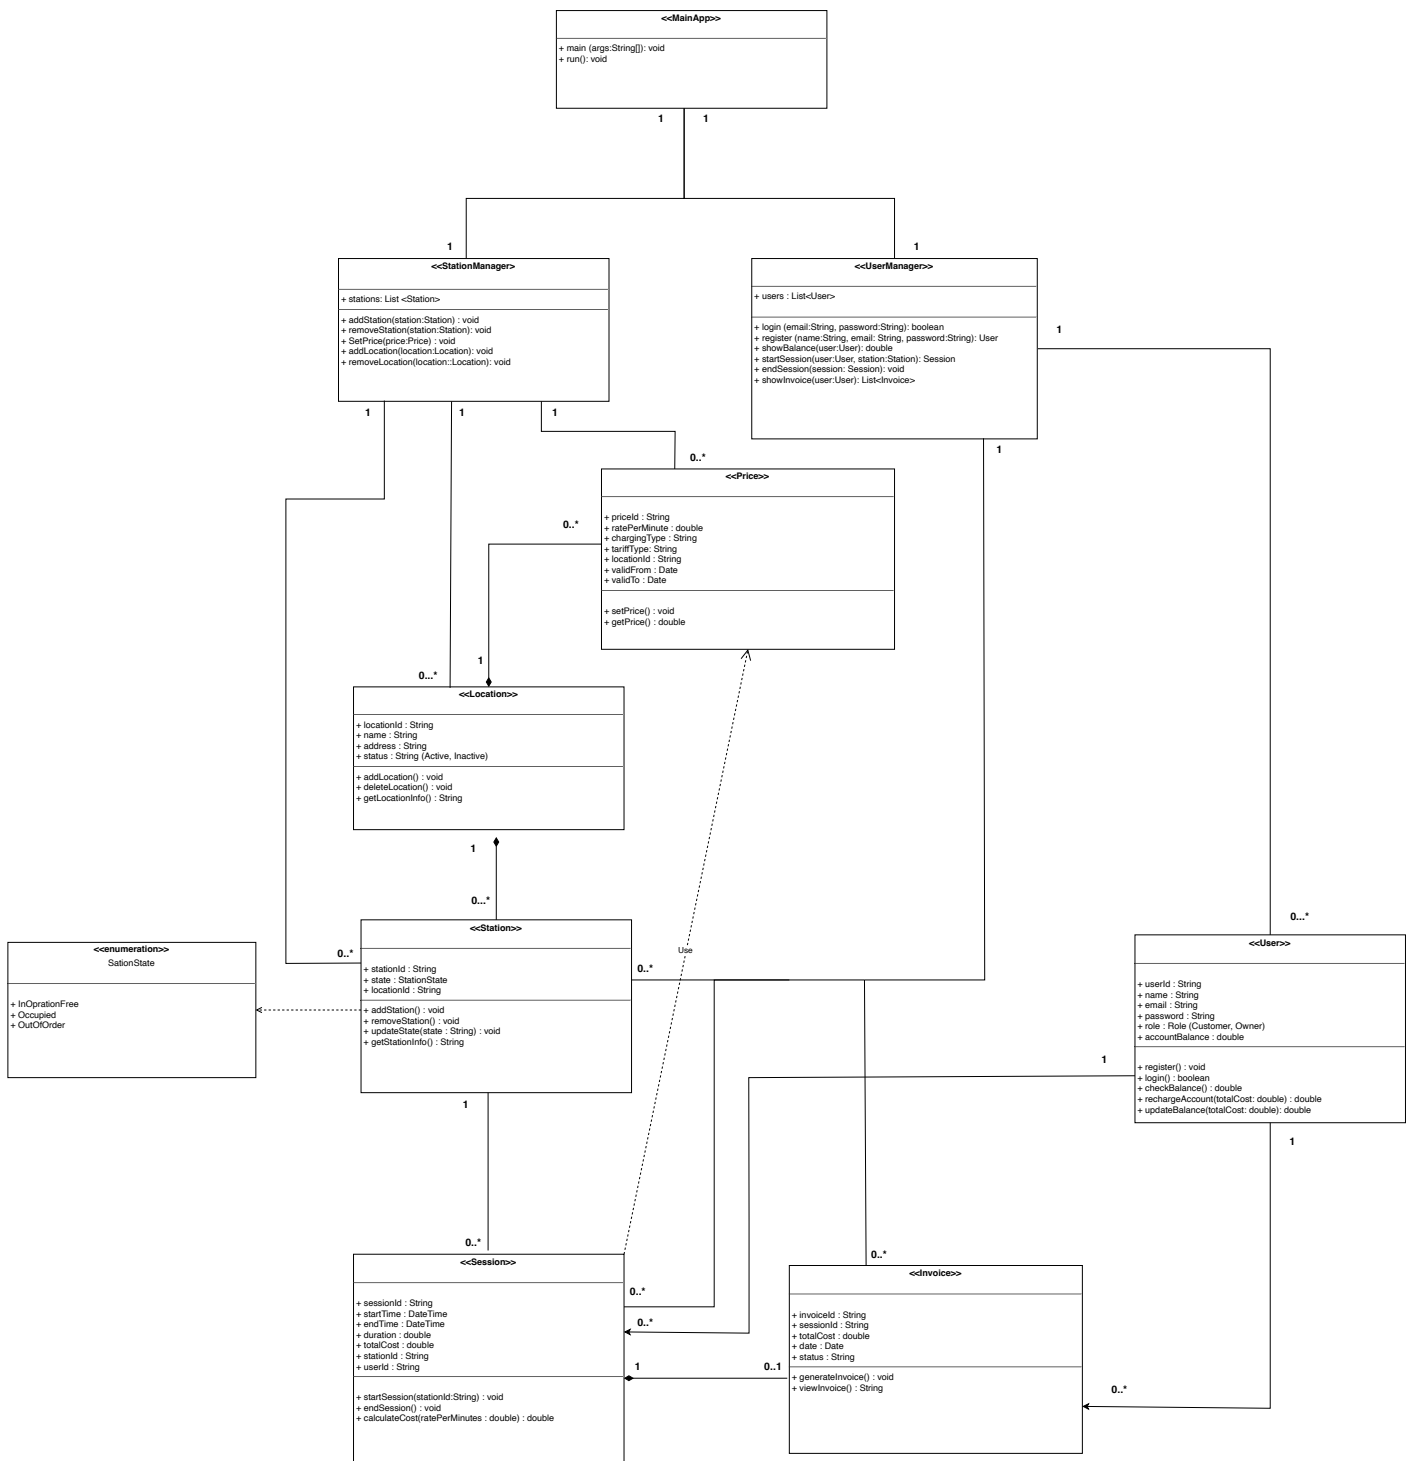 <<MainApp>>
+ main (args:String[]): void
+ run(): void
1 1
1
1
<<StationManager>
+ stations: List <Station>
+ addStation(station:Station) : void
+ removeStation(station:Station): void
+ SetPrice(price:Price) : void
+ addLocation(location:Location): void
+ removeLocation(location::Location): void
<<UserManager>>
+ users : List<User>
+ login (email:String, password:String): boolean
+ register (name:String, email: String, password:String): User
+ showBalance(user:User): double
+ startSession(user:User, station:Station): Session
+ endSession(session: Session): void
+ showInvoice(user:User): List<Invoice>
1
1
1
1
1
0..*
<<Price>>
+ priceId : String
+ ratePerMinute : double
+ chargingType : String
+ tariffType: String
+ locationId : String
+ validFrom : Date
+ validTo : Date
+ setPrice() : void
+ getPrice() : double
0..*
1
0...*
<<Location>>
+ locationId : String
+ name : String
+ address : String
+ status : String (Active, Inactive)
+ addLocation() : void
+ deleteLocation() : void
+ getLocationInfo() : String
1
0...*
<<Station>>
+ stationId : String
+ state : StationState
+ locationId : String
+ addStation() : void
+ removeStation() : void
+ updateState(state : String) : void
+ getStationInfo() : String
0..*
0..*
Use
<<enumeration>>
SationState
+ InOprationFree
+ Occupied
+ OutOfOrder
0...*
<<User>>
+ userId : String
+ name : String
+ email : String
+ password : String
+ role : Role (Customer, Owner)
+ accountBalance : double
+ register() : void
+ login() : boolean
+ checkBalance() : double
+ rechargeAccount(totalCost: double) : double
+ updateBalance(totalCost: double): double
1
1
1
0..*
<<Session>>
+ sessionId : String
+ startTime : DateTime
+ endTime : DateTime
+ duration : double
+ totalCost : double
+ stationId : String
+ userId : String
+ startSession(stationId:String) : void
+ endSession() : void
+ calculateCost(ratePerMinutes : double) : double
0..*
0..*
1
0..1
0..*
<<Invoice>>
+ invoiceId : String
+ sessionId : String
+ totalCost : double
+ date : Date
+ status : String
+ generateInvoice() : void
+ viewInvoice() : String
0..*